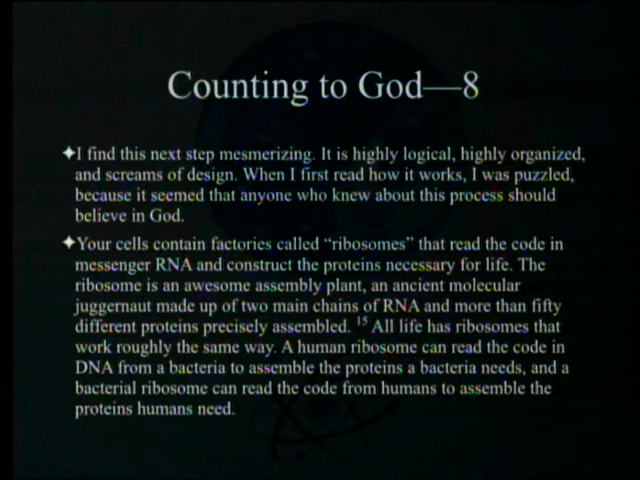 Counting to God—8
✦I find this next step mesmerizing. It is highly logical, highly organized,
and screams of design. When I first read how it works, I was puzzled,
because it seemed that anyone who knew about this process should
believe in God.
✦Your cells contain factories called “ribosomes” that read the code in
messenger RNA and construct the proteins necessary for life. The
ribosome is an awesome assembly plant, an ancient molecular
juggernaut made up of two main chains of RNA and more than fifty
different proteins precisely assembled. 15 All life has ribosomes that
work roughly the same way. A human ribosome can read the code in
DNA from a bacteria to assemble the proteins a bacteria needs, and a
bacterial ribosome can read the code from humans to assemble the
proteins humans need.